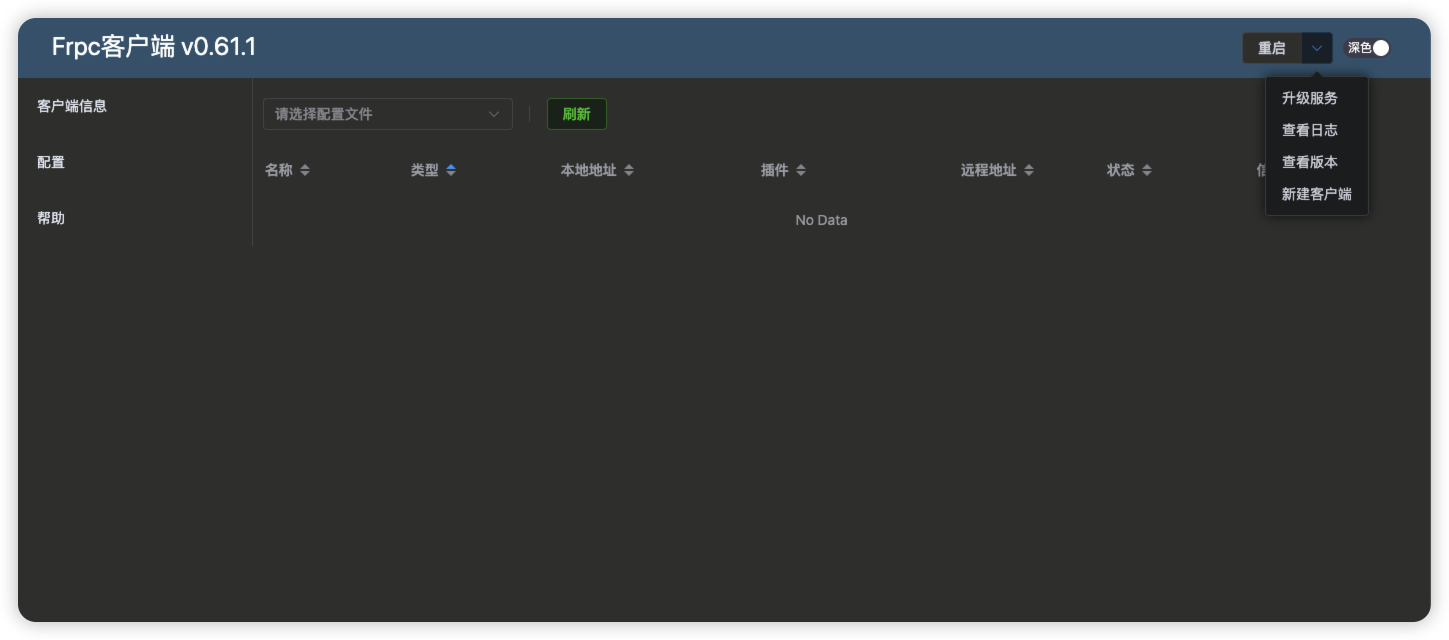 Frpc客户端 v0.61.1
重启
深色
升级服务
查看日志
查看版本
新建客户端
客户端信息
配置
帮助
请选择配置文件
刷新
名称
类型
本地地址
插件
远程地址
状态
No Data